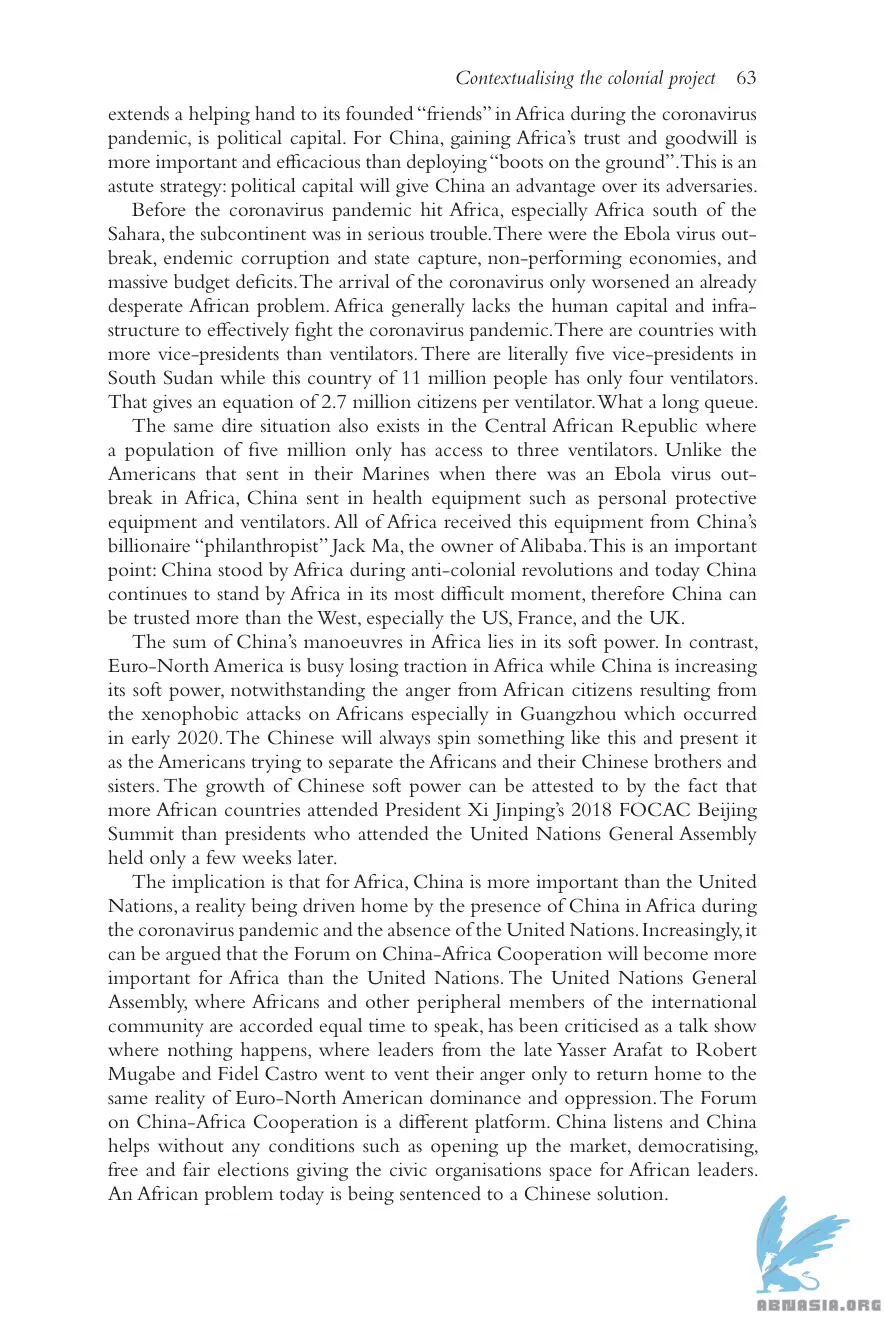 Contextualising the colonial project 63
extends a helping hand to its founded “friends” in Africa during the coronavirus
pandemic, is political capital. For China, gaining Africa’s trust and goodwill is
more important and efficacious than deploying “boots on the ground”. This is an
astute strategy: political capital will give China an advantage over its adversaries.
Before the coronavirus pandemic hit Africa, especially Africa south of the
Sahara, the subcontinent was in serious trouble. There were the Ebola virus out-
break, endemic corruption and state capture, non-performing economies, and
massive budget deficits. The arrival of the coronavirus only worsened an already
desperate African problem. Africa generally lacks the human capital and infra-
structure to effectively fight the coronavirus pandemic. There are countries with
more vice-presidents than ventilators. There are literally five vice-presidents in
South Sudan while this country of 11 million people has only four ventilators.
That gives an equation of 2.7 million citizens per ventilator. What a long queue.
The same dire situation also exists in the Central African Republic where
a population of five million only has access to three ventilators. Unlike the
Americans that sent in their Marines when there was an Ebola virus out-
break in Africa, China sent in health equipment such as personal protective
equipment and ventilators. All of Africa received this equipment from China’s
billionaire “philanthropist” Jack Ma, the owner of Alibaba. This is an important
point: China stood by Africa during anti-colonial revolutions and today China
continues to stand by Africa in its most difficult moment, therefore China can
be trusted more than the West, especially the US, France, and the UK.
The sum of China’s manoeuvres in Africa lies in its soft power. In contrast,
Euro-North America is busy losing traction in Africa while China is increasing
its soft power, notwithstanding the anger from African citizens resulting from
the xenophobic attacks on Africans especially in Guangzhou which occurred
in early 2020. The Chinese will always spin something like this and present it
as the Americans trying to separate the Africans and their Chinese brothers and
sisters. The growth of Chinese soft power can be attested to by the fact that
more African countries attended President Xi Jinping’s 2018 FOCAC Beijing
Summit than presidents who attended the United Nations General Assembly
held only a few weeks later.
The implication is that for Africa, China is more important than the United
Nations, a reality being driven home by the presence of China in Africa during
the coronavirus pandemic and the absence of the United Nations. Increasingly, it
can be argued that the Forum on China-Africa Cooperation will become more
important for Africa than the United Nations. The United Nations General
Assembly, where Africans and other peripheral members of the international
community are accorded equal time to speak, has been criticised as a talk show
where nothing happens, where leaders from the late Yasser Arafat to Robert
Mugabe and Fidel Castro went to vent their anger only to return home to the
same reality of Euro-North American dominance and oppression. The Forum
on China-Africa Cooperation is a different platform. China listens and China
helps without any conditions such as opening up the market, democratising,
free and fair elections giving the civic organisations space for African leaders.
An African problem today is being sentenced to a Chinese solution.
ABNASIA.ORG